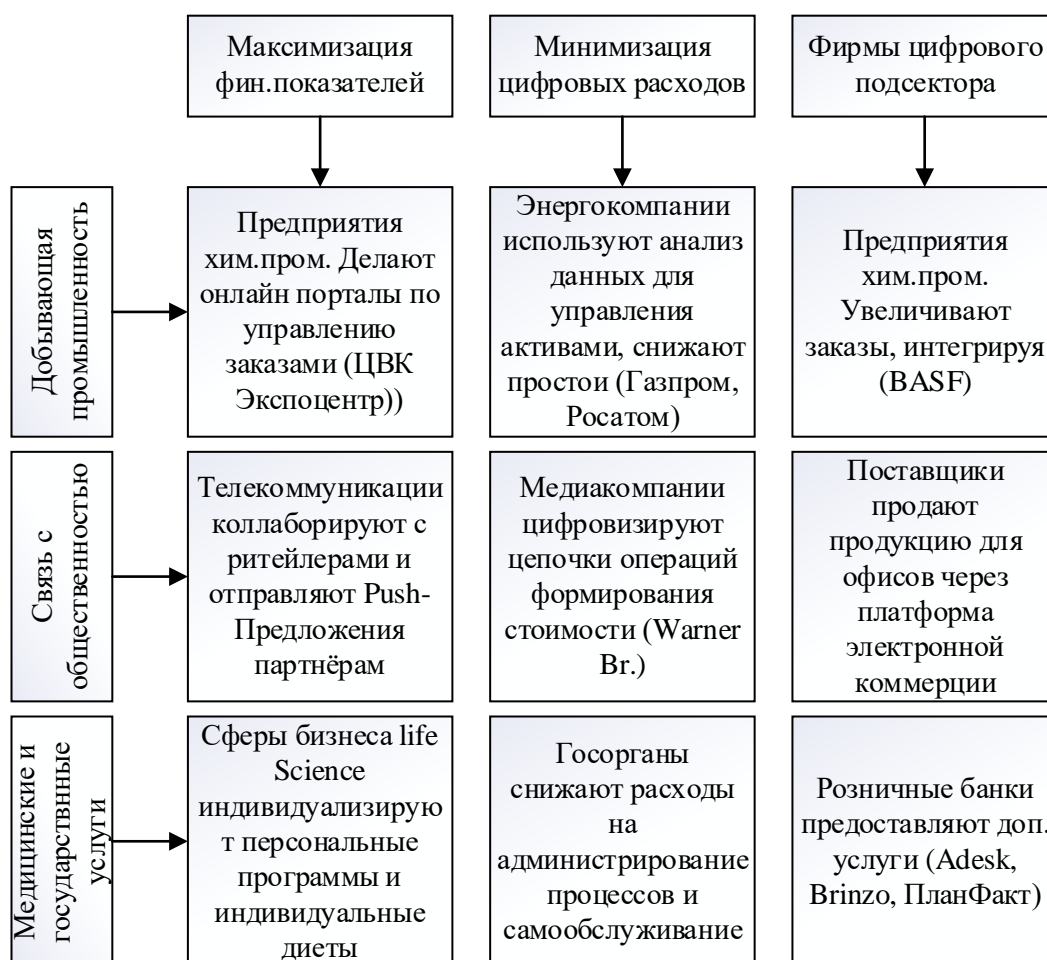 Максимизация
фин.показателей
Минимизация
цифровых расходов
Фирмы цифрового
подсектора
Добывающая
промышленность
Предприятия
хим.пром. Делают
онлайн порталы по
управлению
заказами (ЦВК
Экспоцентр))
Энергокомпании
используют анализ
данных для
управления
активами, снижают
простои (Газпром,
Росатом)
Предприятия
хим.пром.
Увеличивают
заказы, интегрируя
(BASF)
Связь с
общественностью
Телекоммуникации
коллаборируют с
ритейлерами и
отправляют Push-
Предложения
партнёрам
Медиакомпании
цифровизируют
цепочки операций
формирования
стоимости (Warner
Br.)
Поставщики
продают
продукцию для
офисов через
платформа
электронной
коммерции
Медицинские и
государствнные
услуги
Сферы бизнеса life
Science
индивидуализирую
т персональные
программы и
индивидуальные
диеты
Госорганы
снижают расходы
на
администрирование
процессов и
самообслуживание
Розничные банки
предоставляют доп.
услуги (Adesk,
Brinzo, ПланФакт)